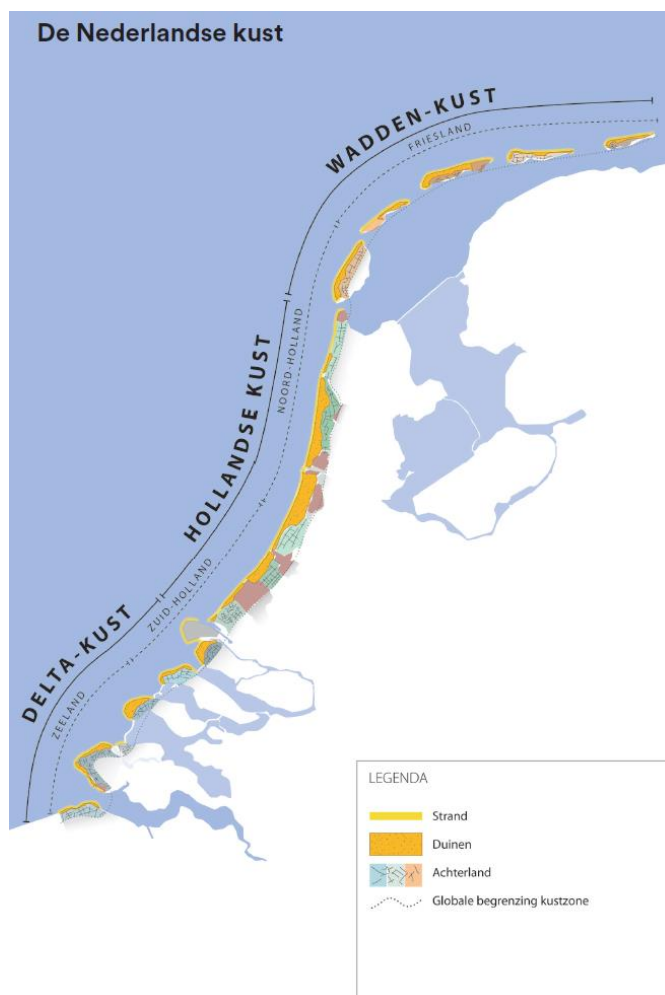 De Nederlandse kust
WADDEN-KUST
FRIESLAND
HOLLANDSE KUST
NOORD-HOLLAND
DELTA-KUST
ZUID-HOLLAND
ZEELAND
LEGENDA
Strand
Duinen
Achterland
Globale begrenzing kustzone